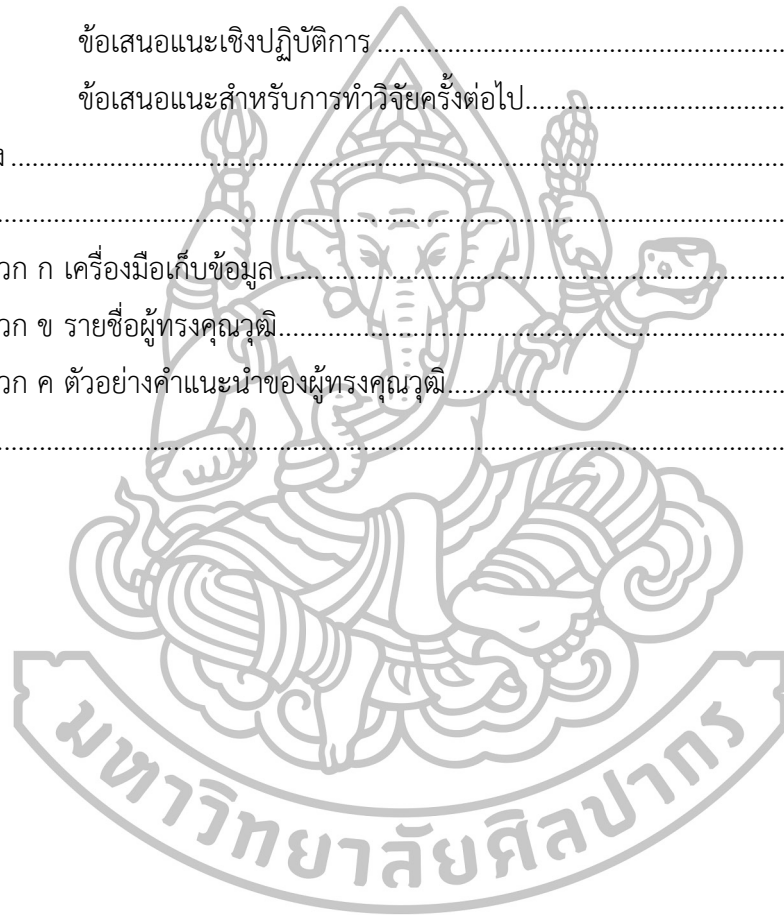 ข้อเสนอแนะเชิงปฏิบัติการ
ข้อเสนอแนะสำหรับการทำวิจัยครั้งต่อไป
ก เครื่องมือเก็บข้อมูล
ข รายชื่อผู้ทรงคุณวุฒิ
ค ตัวอย่างคำแนะนำของผู้ทรงคุณวุฒิ
มหาวิทยาลัยศิลปากร